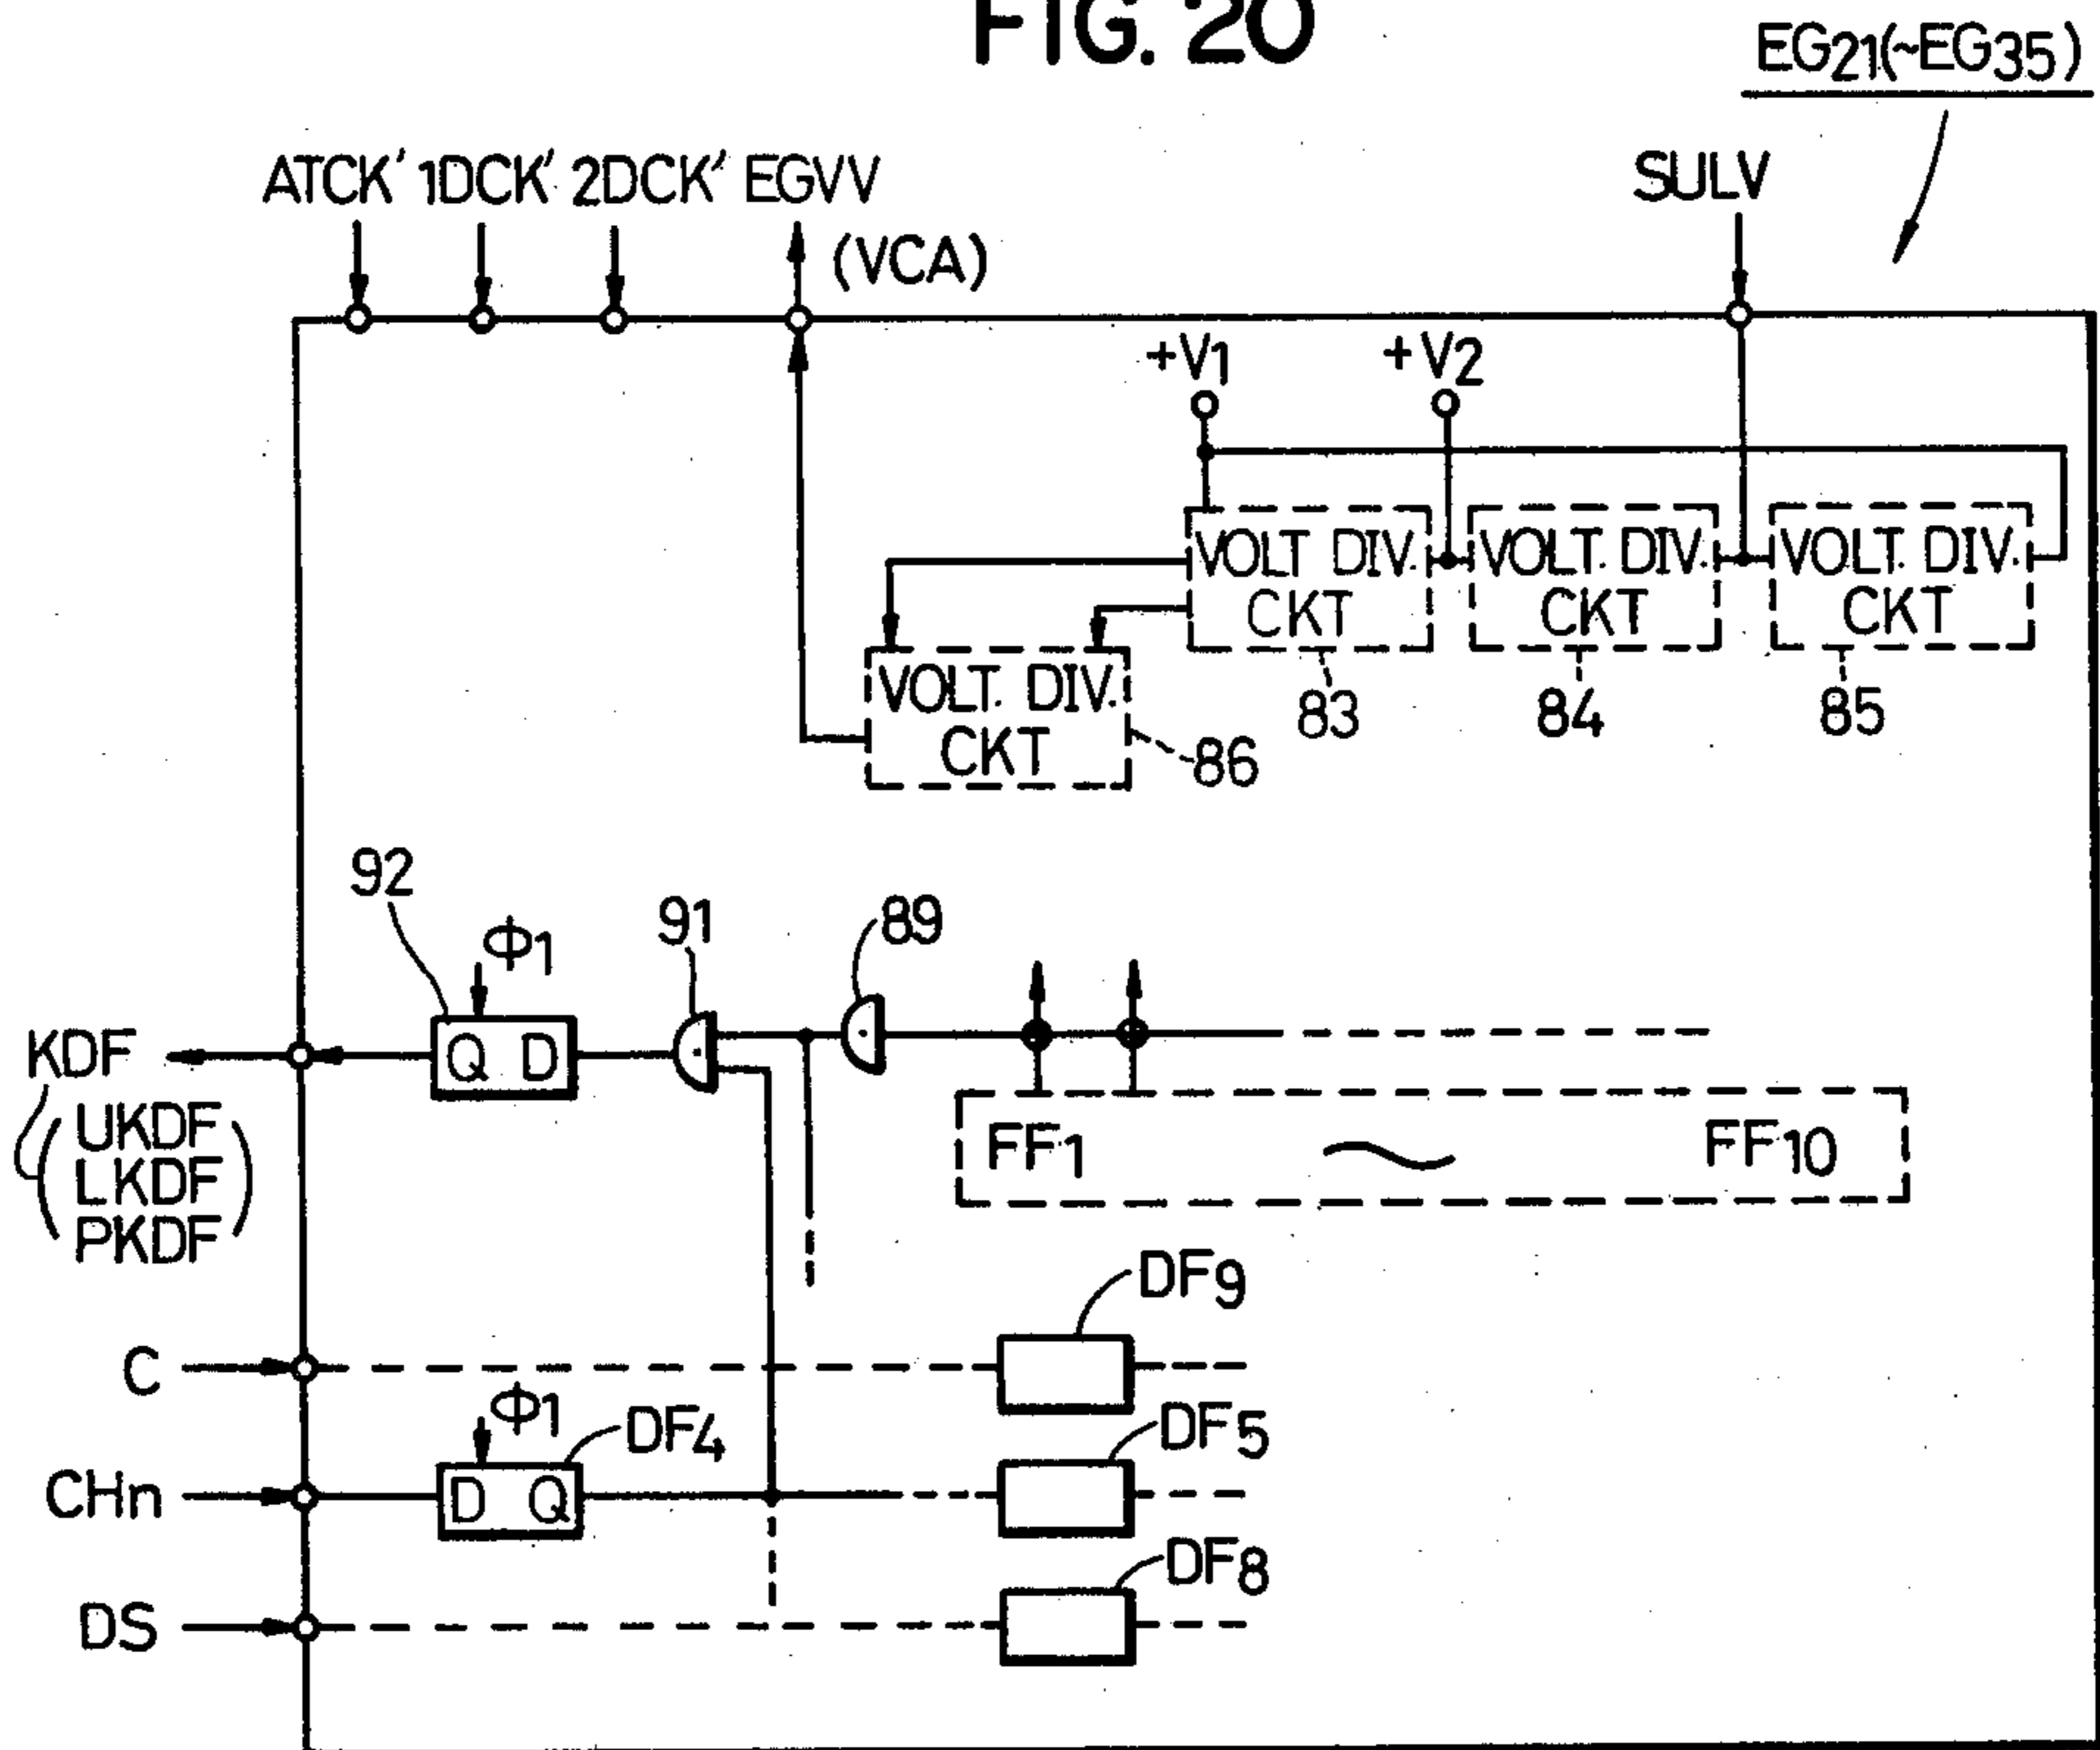 FIG. 20
EG21(~EG35)
ATCK' 1DCK' 2DCK' EGVV
SULV
(VCA)
+V1
+V2
VOLT DIV.
CKT
VOLT. DIV.
CKT
VOLT. DIV.
CKT
VOLT. DIV.
CKT
83
84
85
86
92
Φ1
91
89
KDF
Q D
UKDF
LKDF
PKDF
FF1 ~ FF10
DF9
C
Φ1
DF4
DF5
CHn
D Q
DF8
DS